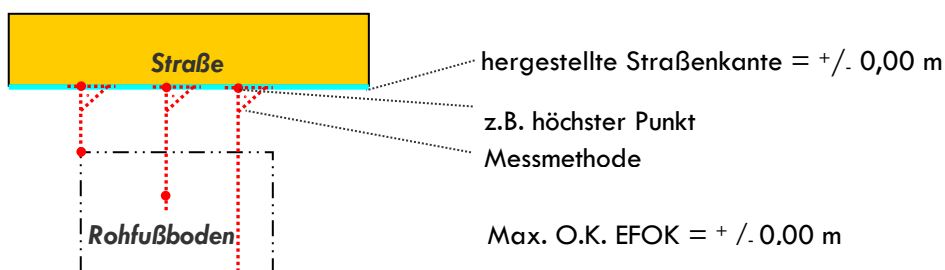 Straße
hergestellte Straßenkante = +/- 0,00 m
z.B. höchster Punkt
Messmethode
Rohfußboden
Max. O.K. EFOK = + /- 0,00 m